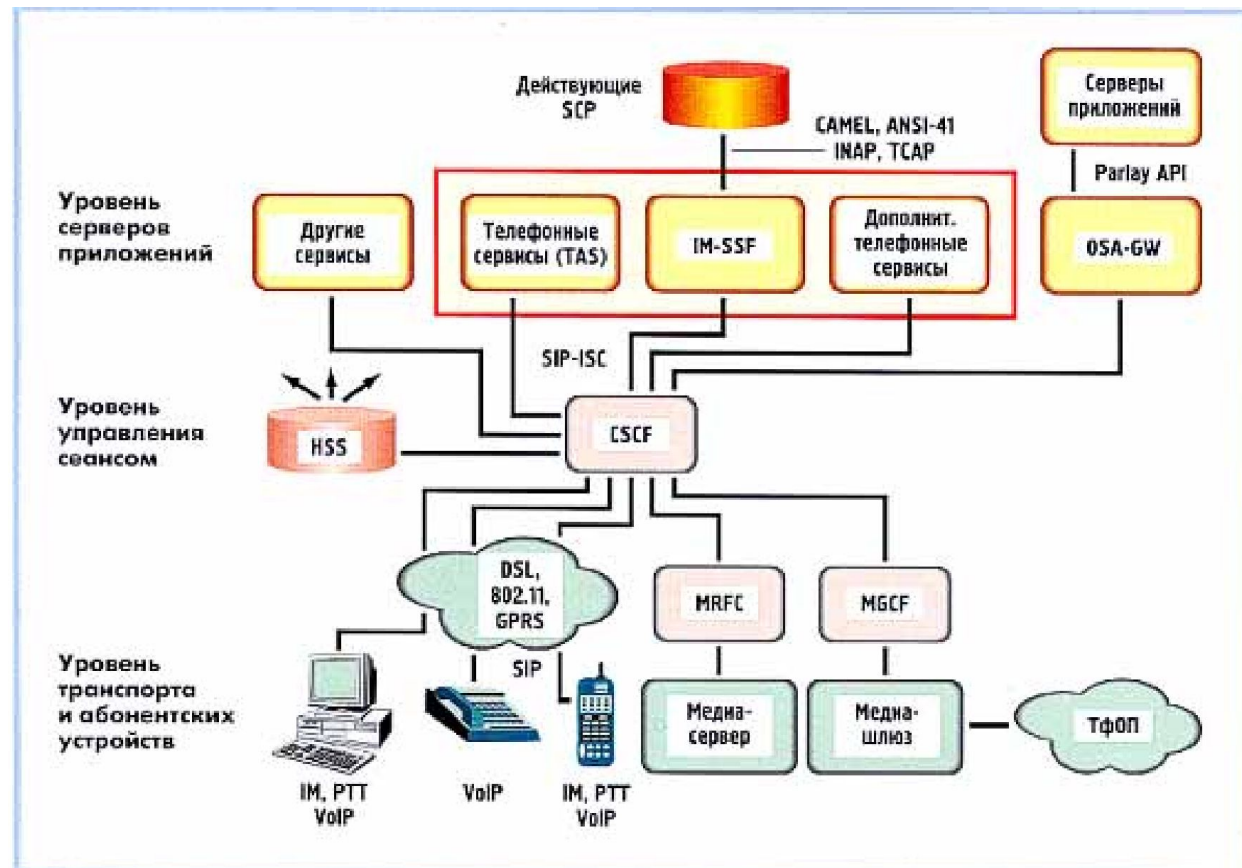 Действующие
SCP
CAMEL, ANSI-41
INAP, TCAP
Серверы
приложений
Parlay API
Уровень
серверов
приложений
Другие
сервисы
Телефонные
сервисы (TAS)
IM-SSF
Дополнит.
телефонные
сервисы
OSA-GW
SIP-ISC
Уровень
управления
сеансом
HSS
CSCF
DSL,
802.11,
GPRS
MRFC
MGCF
SIP
Уровень
транспорта
и абонентских
устройств
Медиа-
сервер
Медиа-
шлюз
ТфОП
IM, PTT
VoIP
VoIP
IM, PTT
VoIP